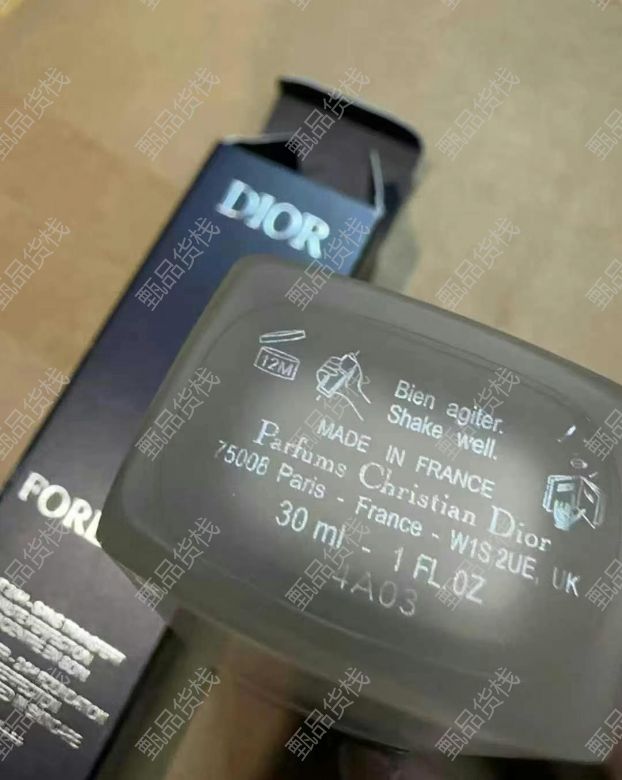 DIOR
12M
Bien agiter.
Shake well.
MADE IN FRANCE
Parfums Christian Dior
75008 Paris - France - W1S 2UE, UK
30 ml - 1 FL.OZ
4A03
FORE
甄品货栈